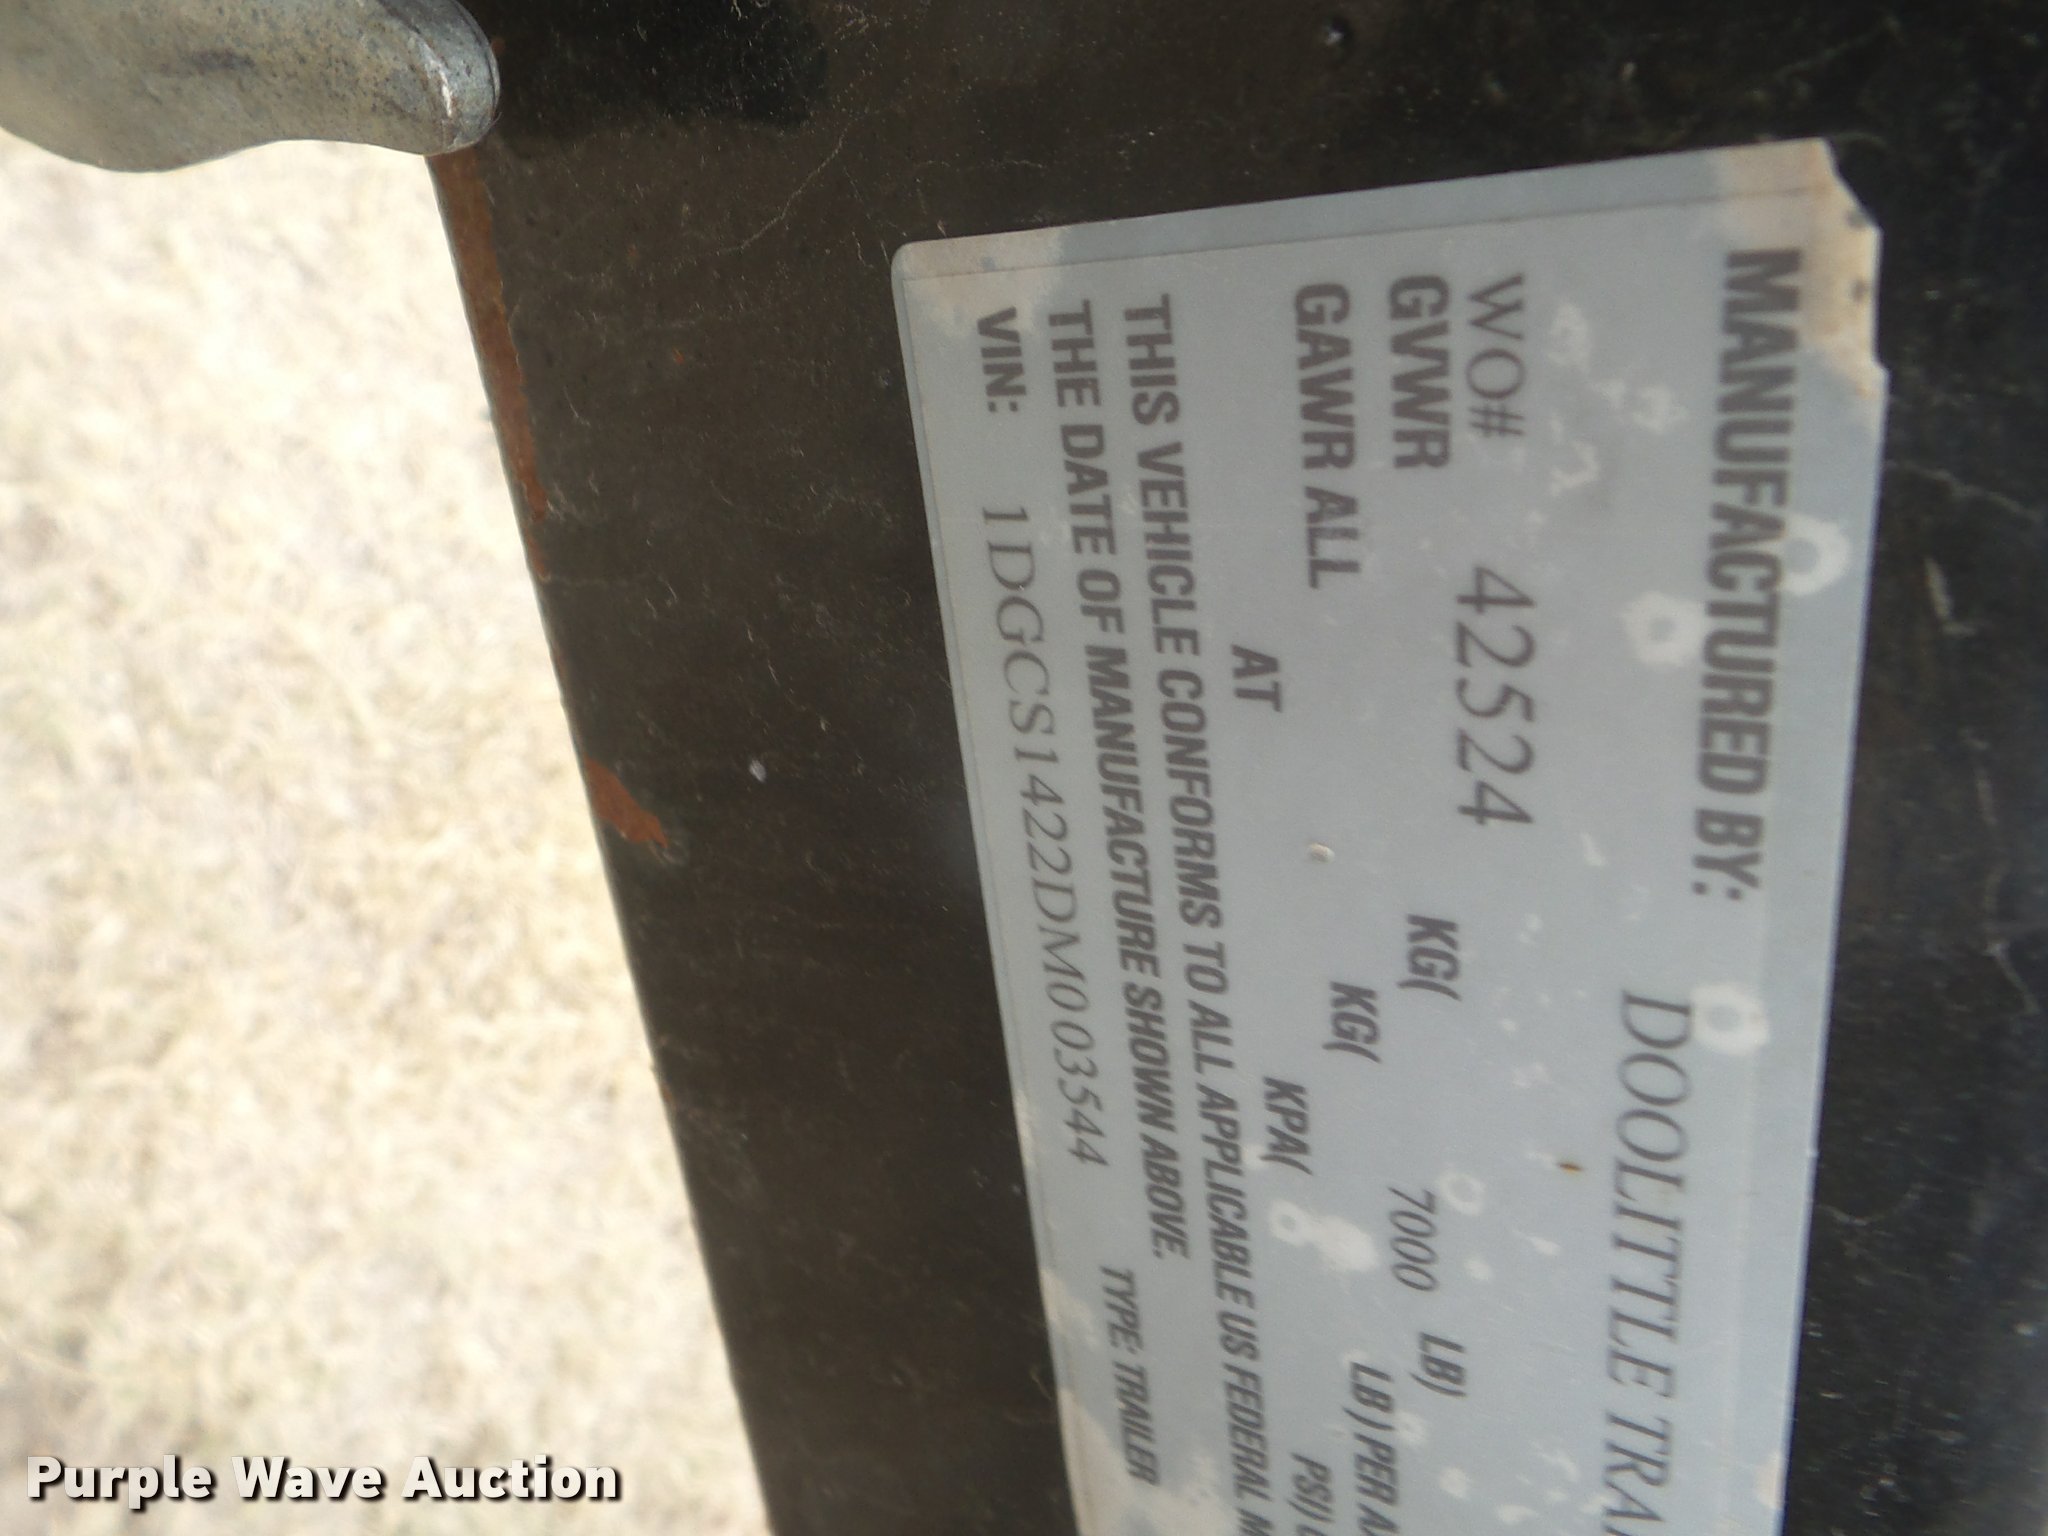 MANUFACTURED BY: DOOLITTLE
WO# 42524
GVWR KG( 7000 LB)
GAWR ALL KG( LB) PER
AT KPA( PSI)
THIS VEHICLE CONFORMS TO ALL APPLICABLE US FEDERAL
THE DATE OF MANUFACTURE SHOWN ABOVE.
VIN: 1DGCS1422DM003544 TYPE: TRAILER
Purple Wave Auction